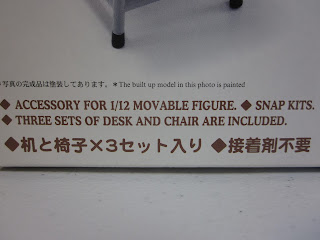 写真の完成品は塗装してあります。 *The built up model in this photo is painted
◆ ACCESSORY FOR 1/12 MOVABLE FIGURE. ◆ SNAP KITS.
◆ THREE SETS OF DESK AND CHAIR ARE INCLUDED.
◆机と椅子×3セット入り ◆接着剤不要